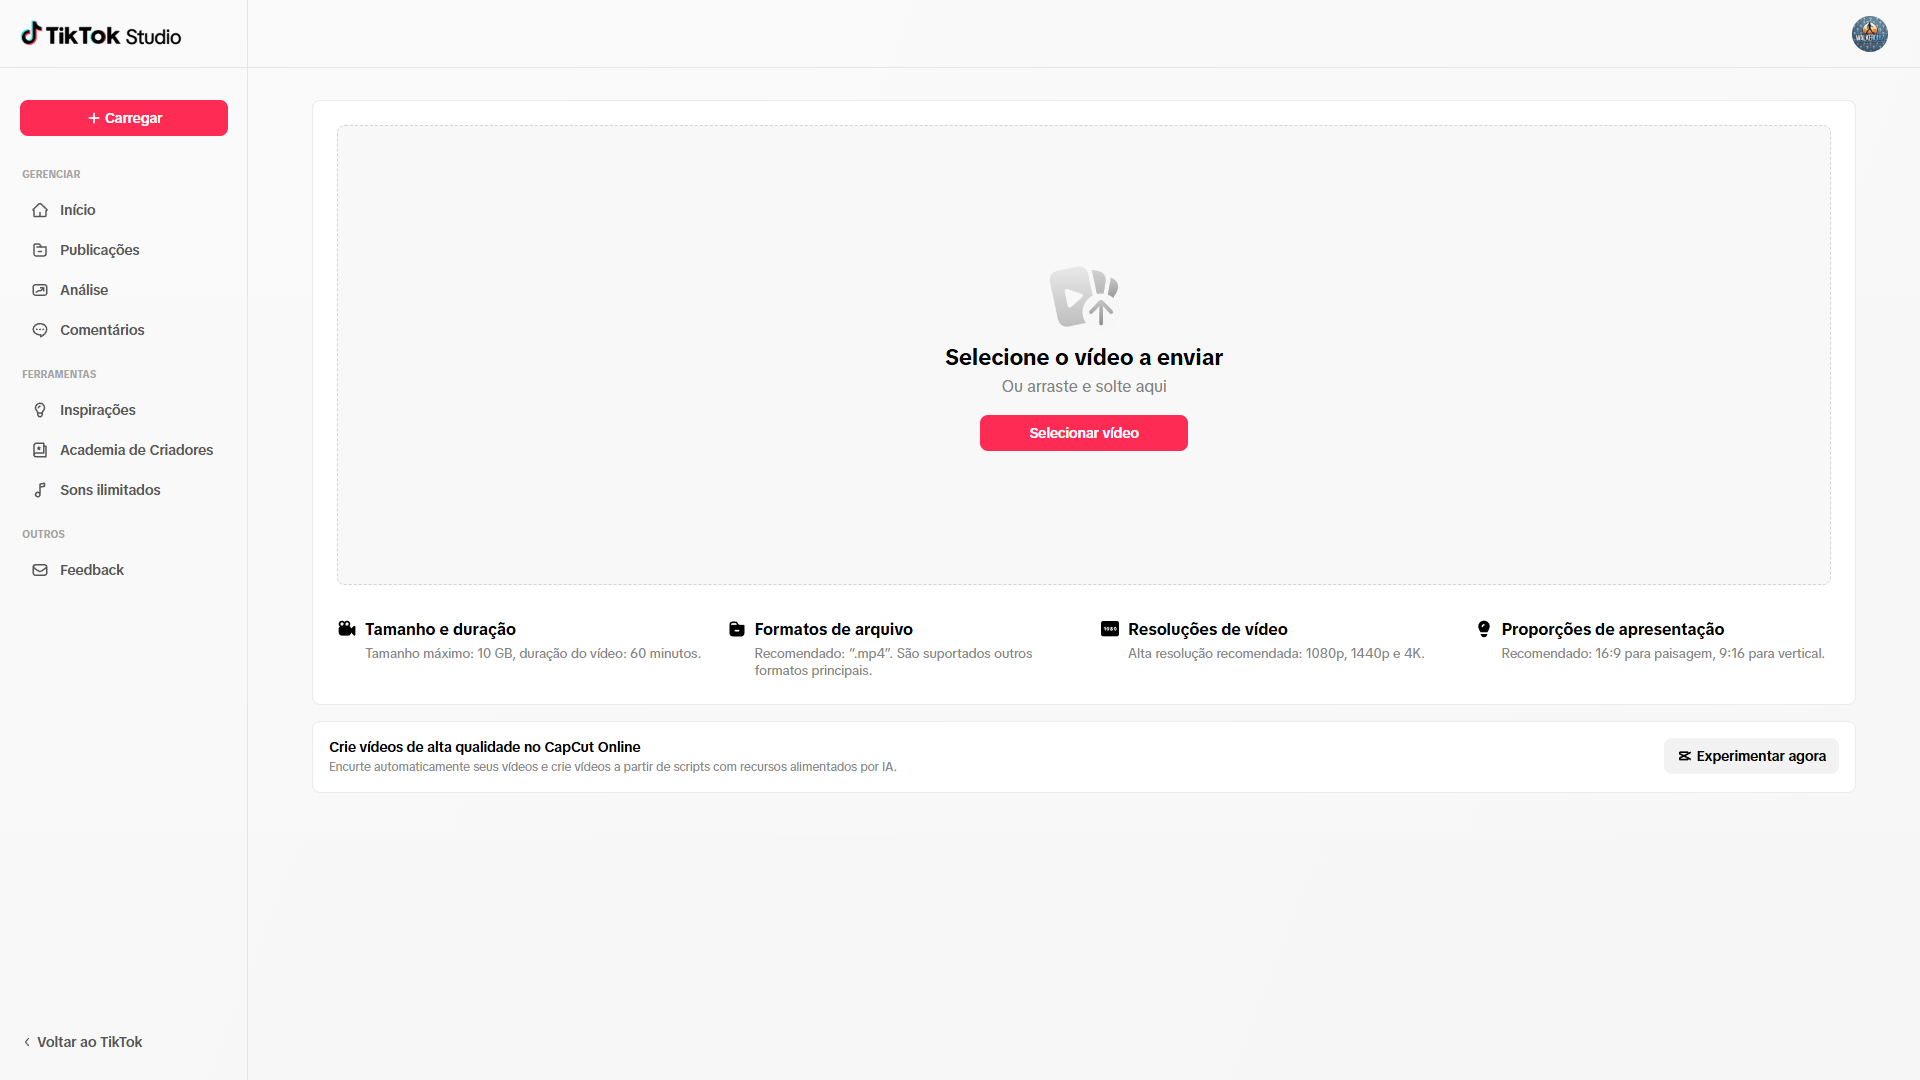 TikTok Studio
WALKER
+ Carregar
GERENCIAR
Início
Publicações
Análise
Comentários
FERRAMENTAS
Inspirações
Academia de Criadores
Sons ilimitados
OUTROS
Feedback
Voltar ao TikTok
Selecione o vídeo a enviar
Ou arraste e solte aqui
Selecionar vídeo
Tamanho e duração
Tamanho máximo: 10 GB, duração do vídeo: 60 minutos.
Formatos de arquivo
Recomendado: “.mp4”. São suportados outros
formatos principais.
1080
Resoluções de vídeo
Alta resolução recomendada: 1080p, 1440p e 4K.
Proporções de apresentação
Recomendado: 16:9 para paisagem, 9:16 para vertical.
Crie vídeos de alta qualidade no CapCut Online
Encurte automaticamente seus vídeos e crie vídeos a partir de scripts com recursos alimentados por IA.
Experimentar agora